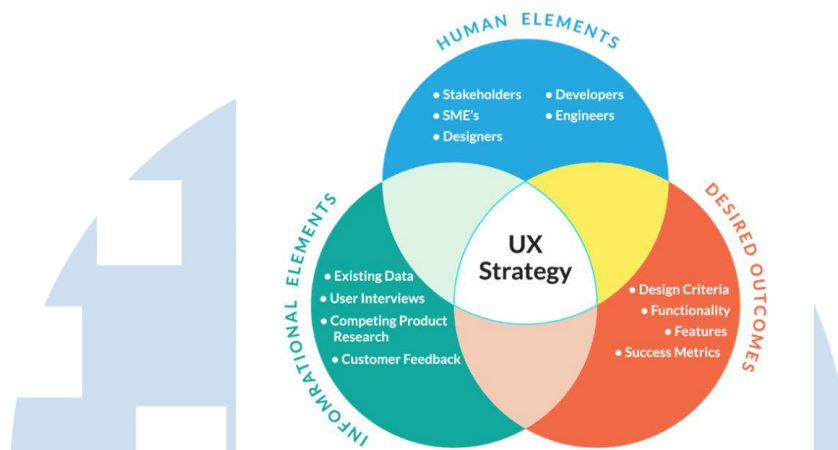 HUMAN ELEMENTS
• Stakeholders
• SME's
• Designers
• Developers
• Engineers
INFOMRATIONAL ELEMENTS
• Existing Data
• User Interviews
• Competing Product
Research
• Customer Feedback
UX
Strategy
DESIRED OUTCOMES
• Design Criteria
• Functionality
• Features
• Success Metrics